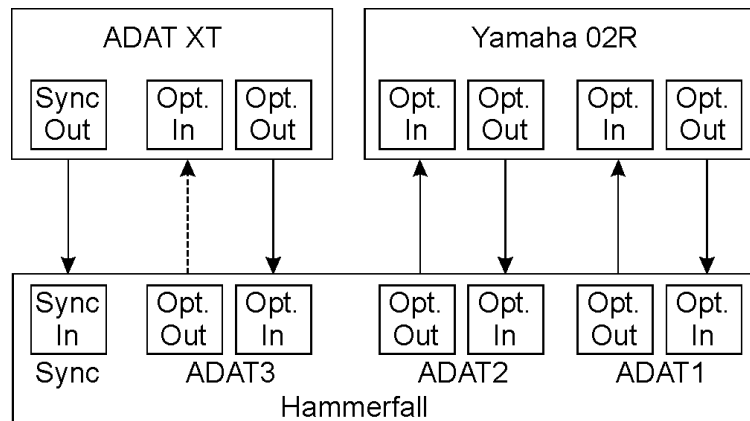 ADAT XT
Yamaha 02R
Sync
Out
Opt.
In
Opt.
Out
Opt.
In
Opt.
Out
Opt.
In
Opt.
Out
Sync
In
Opt.
Out
Opt.
In
Opt.
Out
Opt.
In
Opt.
Out
Opt.
In
Sync
ADAT3
ADAT2
ADAT1
Hammerfall